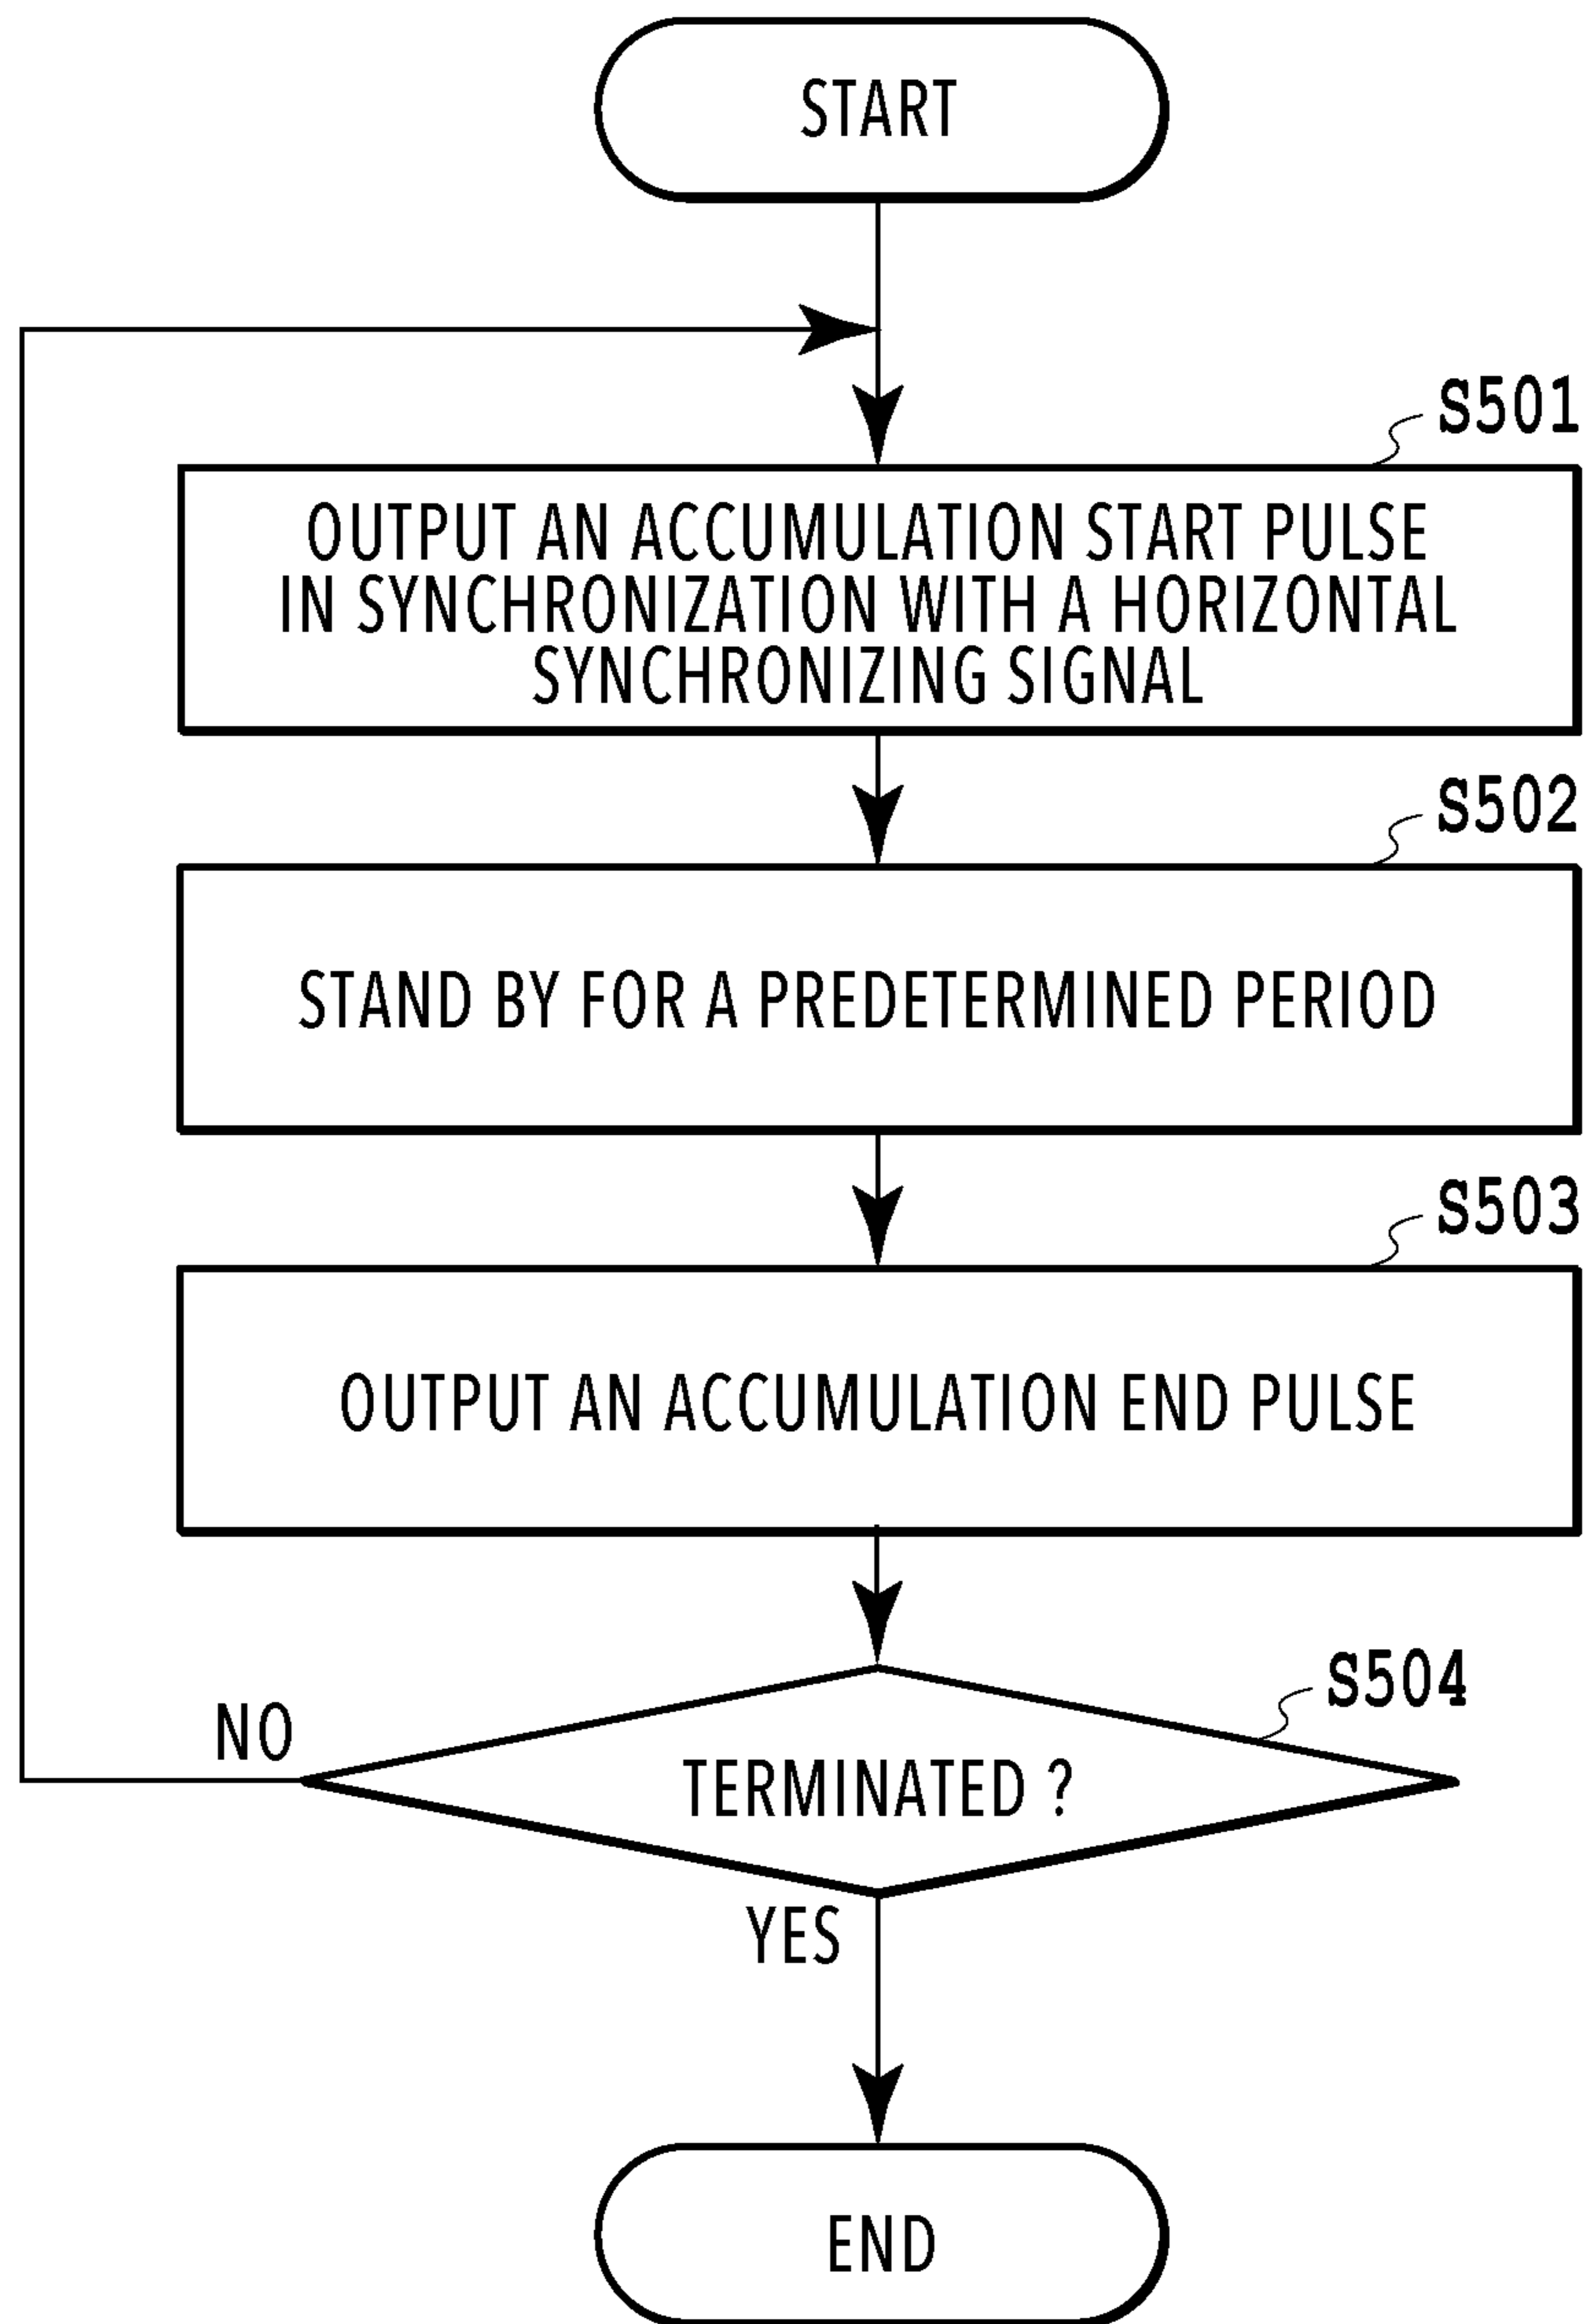 START
S501
OUTPUT AN ACCUMULATION START PULSE
IN SYNCHRONIZATION WITH A HORIZONTAL
SYNCHRONIZING SIGNAL
S502
STAND BY FOR A PREDETERMINED PERIOD
S503
OUTPUT AN ACCUMULATION END PULSE
S504
NO
TERMINATED ?
YES
END